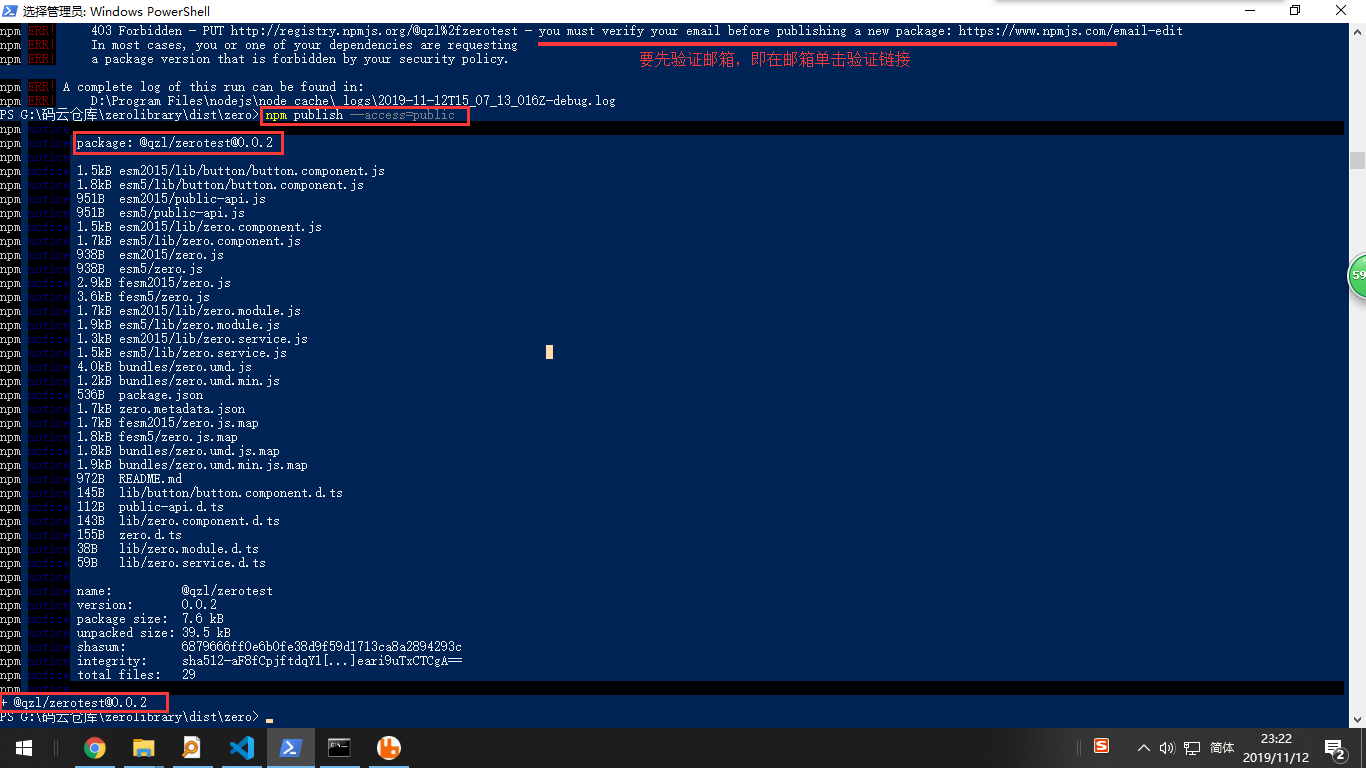 选择管理员: Windows PowerShell
npm ERR! 403 Forbidden - PUT http://registry.npmjs.org/@qzl%2fzerotest - you must verify your email before publishing a new package: https://www.npmjs.com/email-edit
npm ERR! In most cases, you or one of your dependencies are requesting
npm ERR! a package version that is forbidden by your security policy.
要先验证邮箱，即在邮箱单击验证链接
npm ERR! A complete log of this run can be found in:
npm ERR!     D:\Program Files\nodejs\node_cache\_logs\2019-11-12T15_07_13_016Z-debug.log
PS G:\码云仓库\zerolibrary\dist\zero> npm publish --access=public
npm notice
npm notice package: @qzl/zerotest@0.0.2
npm notice
npm notice 1.5kB esm2015/lib/button/button.component.js
npm notice 1.8kB esm5/lib/button/button.component.js
npm notice 951B  esm2015/public-api.js
npm notice 951B  esm5/public-api.js
npm notice 1.5kB esm2015/lib/zero.component.js
npm notice 1.7kB esm5/lib/zero.component.js
npm notice 938B  esm2015/zero.js
npm notice 938B  esm5/zero.js
npm notice 2.9kB fesm2015/zero.js
npm notice 3.6kB fesm5/zero.js
npm notice 1.7kB esm2015/lib/zero.module.js
npm notice 1.9kB esm5/lib/zero.module.js
npm notice 1.3kB esm2015/lib/zero.service.js
npm notice 1.5kB esm5/lib/zero.service.js
npm notice 4.0kB bundles/zero.umd.js
npm notice 1.2kB bundles/zero.umd.min.js
npm notice 536B  package.json
npm notice 1.7kB zero.metadata.json
npm notice 1.7kB fesm2015/zero.js.map
npm notice 1.8kB fesm5/zero.js.map
npm notice 1.8kB bundles/zero.umd.js.map
npm notice 1.9kB bundles/zero.umd.min.js.map
npm notice 972B  README.md
npm notice 145B  lib/button/button.component.d.ts
npm notice 112B  public-api.d.ts
npm notice 143B  lib/zero.component.d.ts
npm notice 155B  zero.d.ts
npm notice 38B   lib/zero.module.d.ts
npm notice 59B   lib/zero.service.d.ts
npm notice
npm notice name:          @qzl/zerotest
npm notice version:       0.0.2
npm notice package size:  7.6 kB
npm notice unpacked size: 39.5 kB
npm notice shasum:        6879666ff0e6b0fe38d9f59d1713ca8a2894293c
npm notice integrity:     sha512-aF8fCpjftdqY1[...]eari9uTxCTCgA==
npm notice total files:   29
npm notice
+ @qzl/zerotest@0.0.2
PS G:\码云仓库\zerolibrary\dist\zero>
59
简体
23:22
2019/11/12
2